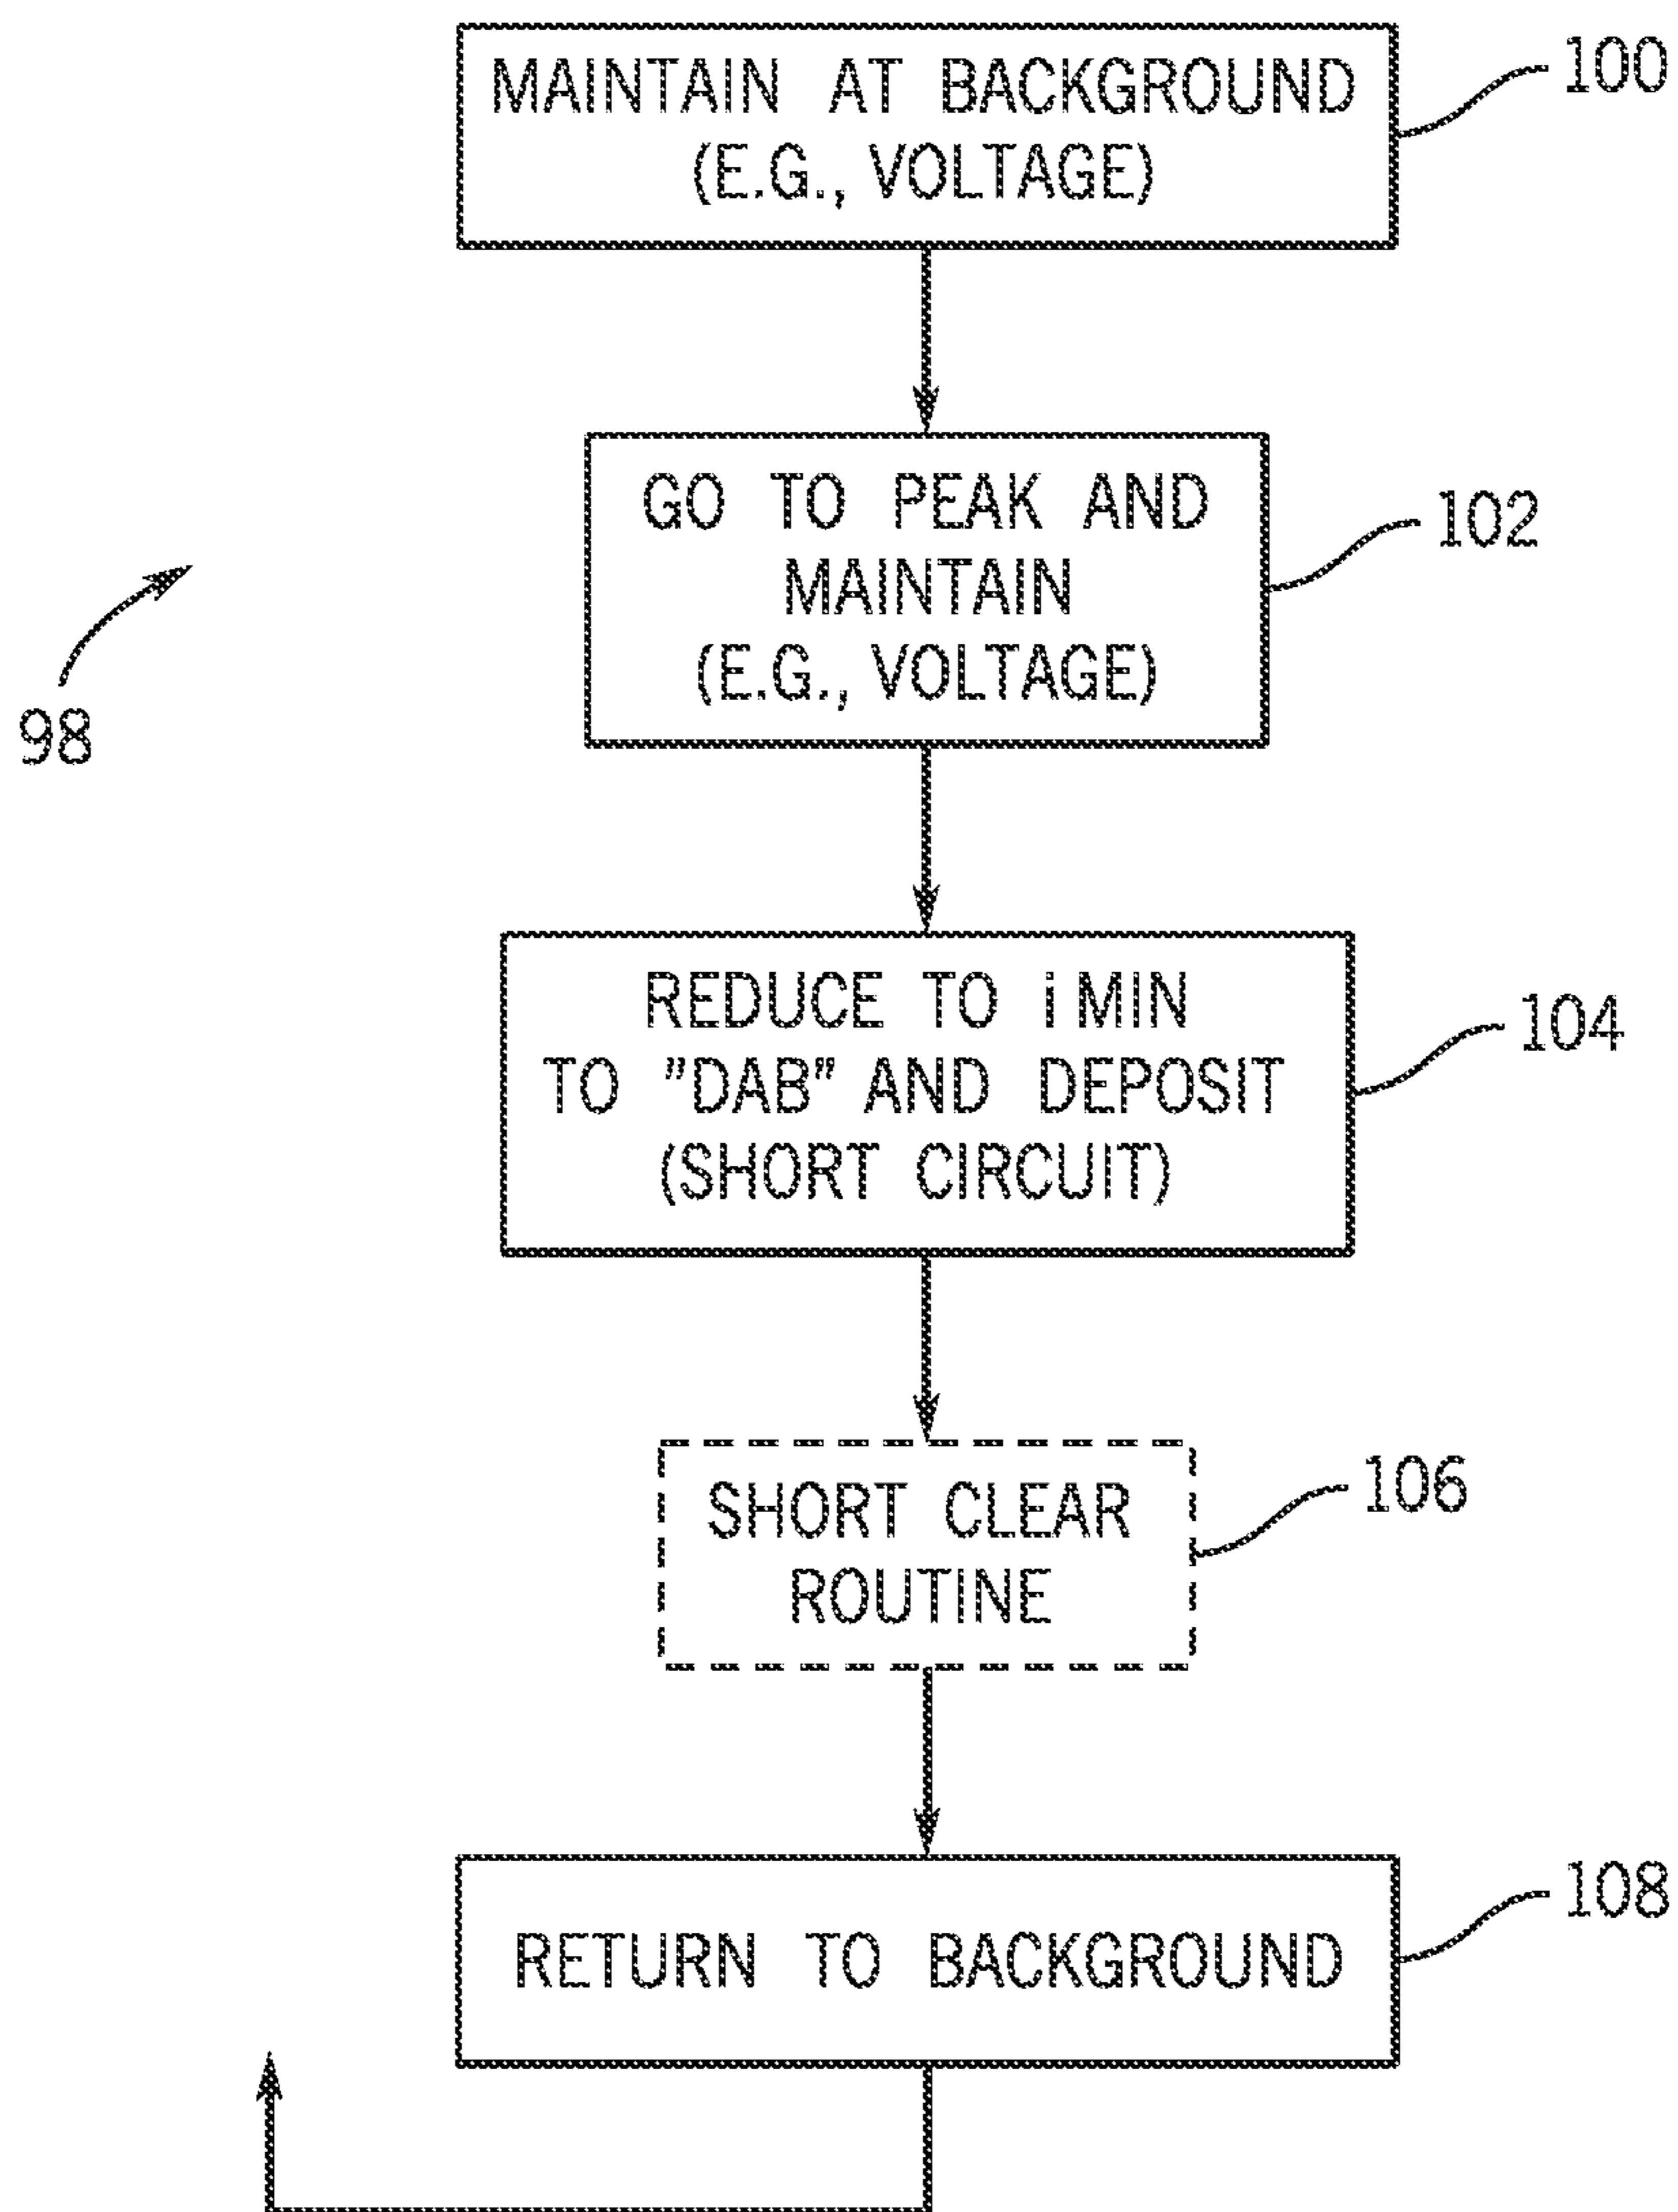 MAINTAIN AT BACKGROUND
(E.G., VOLTAGE)
100
GO TO PEAK AND
MAINTAIN
(E.G., VOLTAGE)
102
98
REDUCE TO i MIN
TO ”DAB” AND DEPOSIT
(SHORT CIRCUIT)
104
SHORT CLEAR
ROUTINE
106
RETURN TO BACKGROUND
108